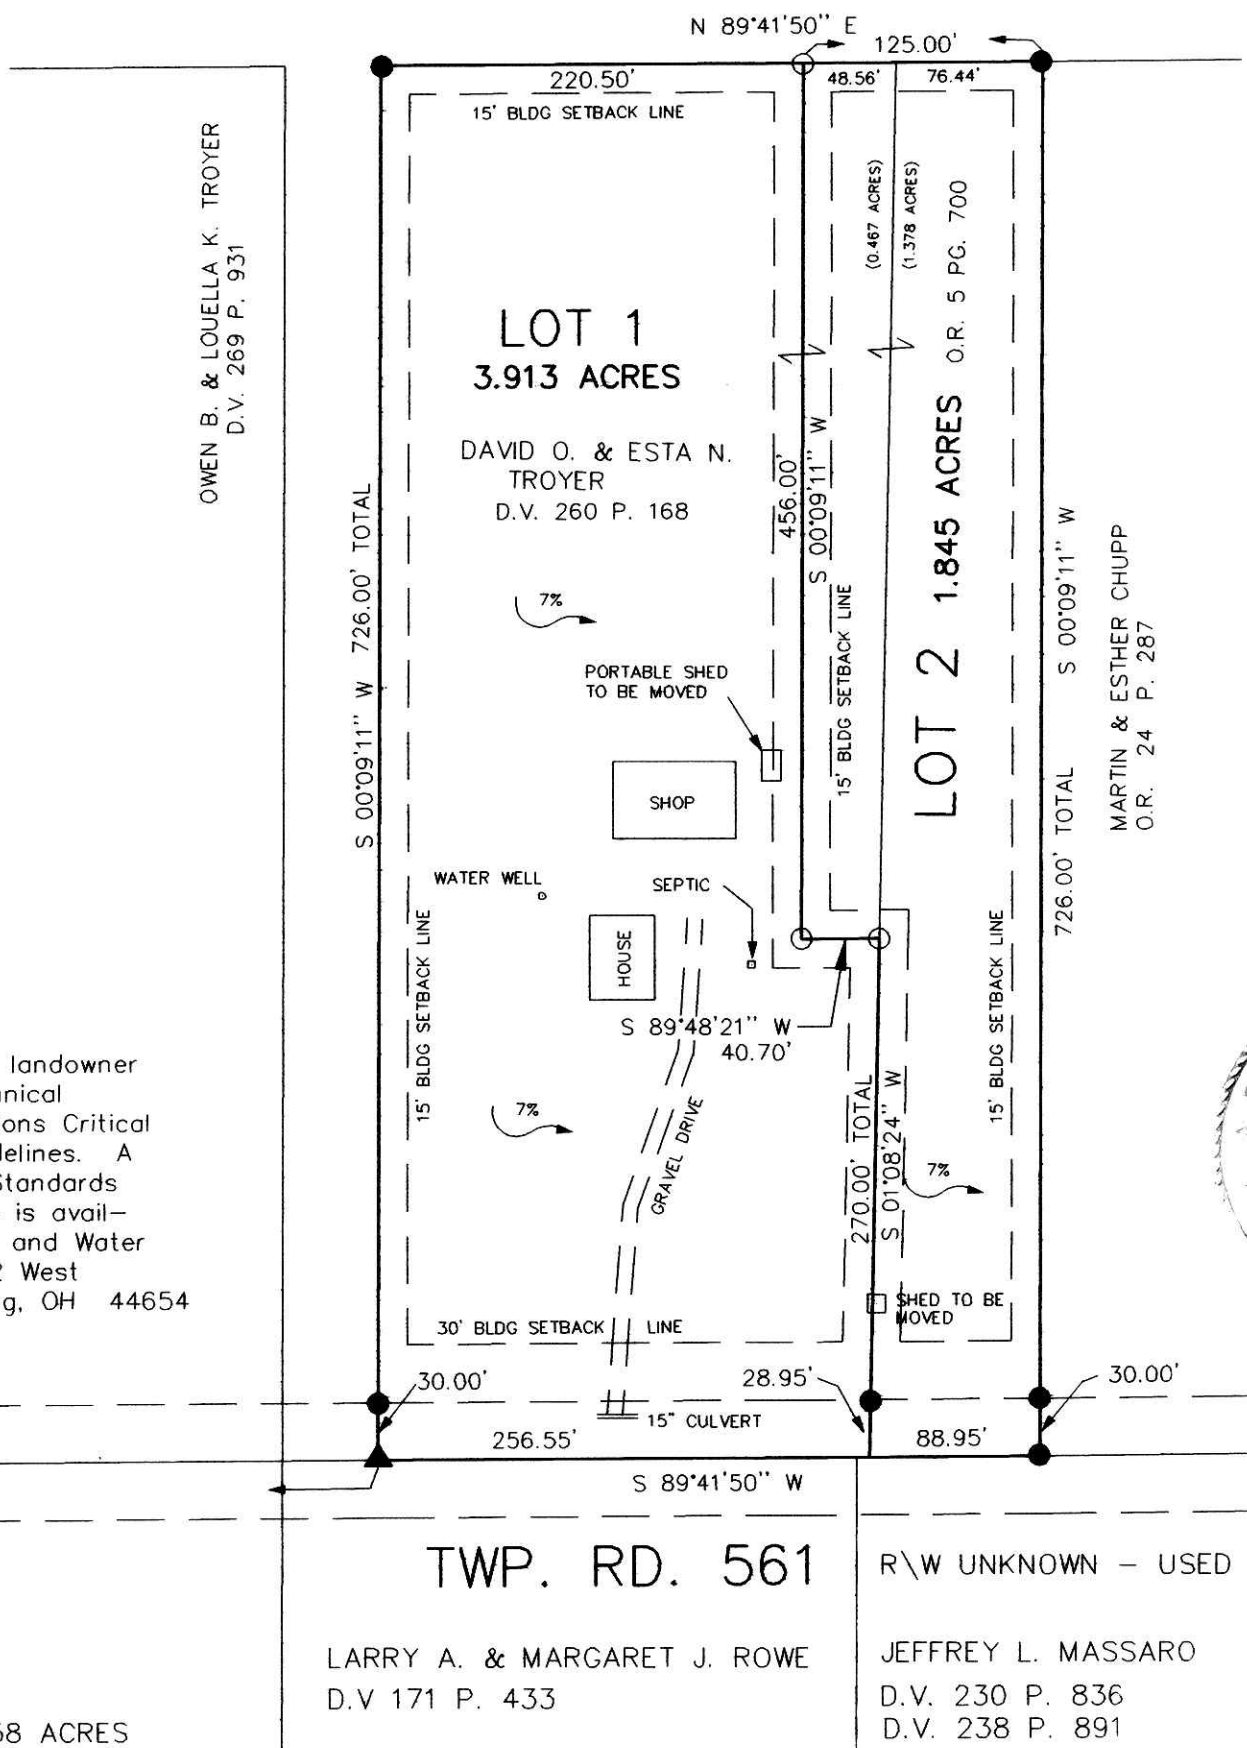 N 89°41'50" E
125.00'
220.50'
48.56'
76.44'
15' BLDG SETBACK LINE
OWEN B. & LOUELLA K. TROYER
D.V. 269 P. 931
(0.467 ACRES)
(1.378 ACRES)
O.R. 5 PG. 700
LOT 1
3.913 ACRES
DAVID O. & ESTA N.
TROYER
D.V. 260 P. 168
S 00°09'11" W 726.00' TOTAL
456.00'
S 00°09'11" W
15' BLDG SETBACK LINE
LOT 2 1.845 ACRES
726.00' TOTAL S 00°09'11" W
MARTIN & ESTHER CHUPP
O.R. 24 P. 287
7%
PORTABLE SHED
TO BE MOVED
SHOP
WATER WELL
SEPTIC
HOUSE
15' BLDG SETBACK LINE
15' BLDG SETBACK LINE
S 89°48'21" W
40.70'
GRAVEL DRIVE
7%
270.00' TOTAL
S 01°08'24" W
7%
landowner
nical
ons Critical
elines. A
Standards
is avail-
and Water
West
g, OH 44654
SHED TO BE
MOVED
30' BLDG SETBACK LINE
30.00'
28.95'
30.00'
15" CULVERT
256.55'
88.95'
S 89°41'50" W
TWP. RD. 561
R\W UNKNOWN - USED
LARRY A. & MARGARET J. ROWE
D.V 171 P. 433
JEFFREY L. MASSARO
D.V. 230 P. 836
D.V. 238 P. 891
58 ACRES